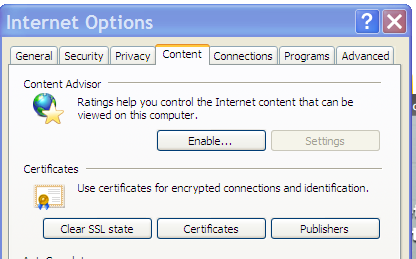 Internet Options
General Security Privacy Content Connections Programs Advanced
Content Advisor
Ratings help you control the Internet content that can be
viewed on this computer.
Enable... Settings
Certificates
Use certificates for encrypted connections and identification.
Clear SSL state Certificates Publishers